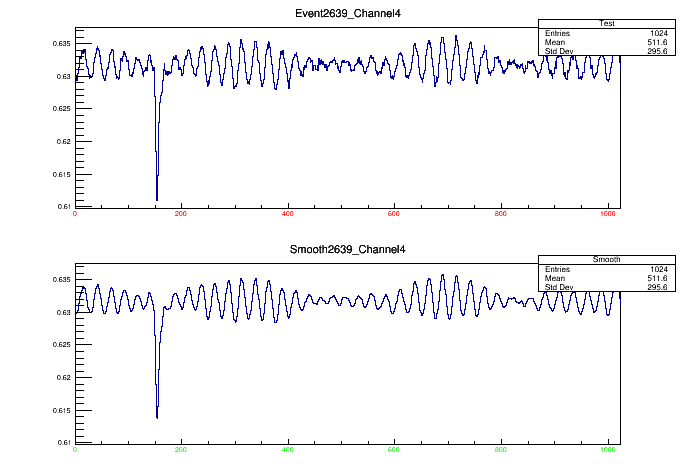 Event2639_Channel4
Test
Entries 1024
Mean 511.6
Std Dev 295.6
0.635
0.63
0.625
0.62
0.615
0.61
0 200 400 600 800 1000
Smooth2639_Channel4
Smooth
Entries 1024
Mean 511.6
Std Dev 295.6
0.635
0.63
0.625
0.62
0.615
0.61
0 200 400 600 800 1000